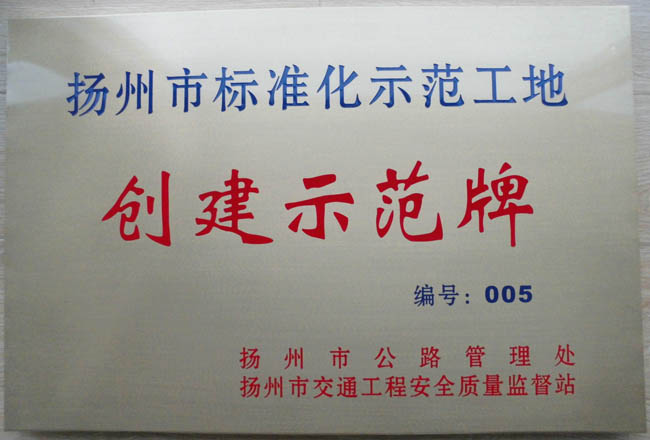 扬州市标准化示范工地
创建示范牌
编号：005
扬州市公路管理处
扬州市交通工程安全质量监督站